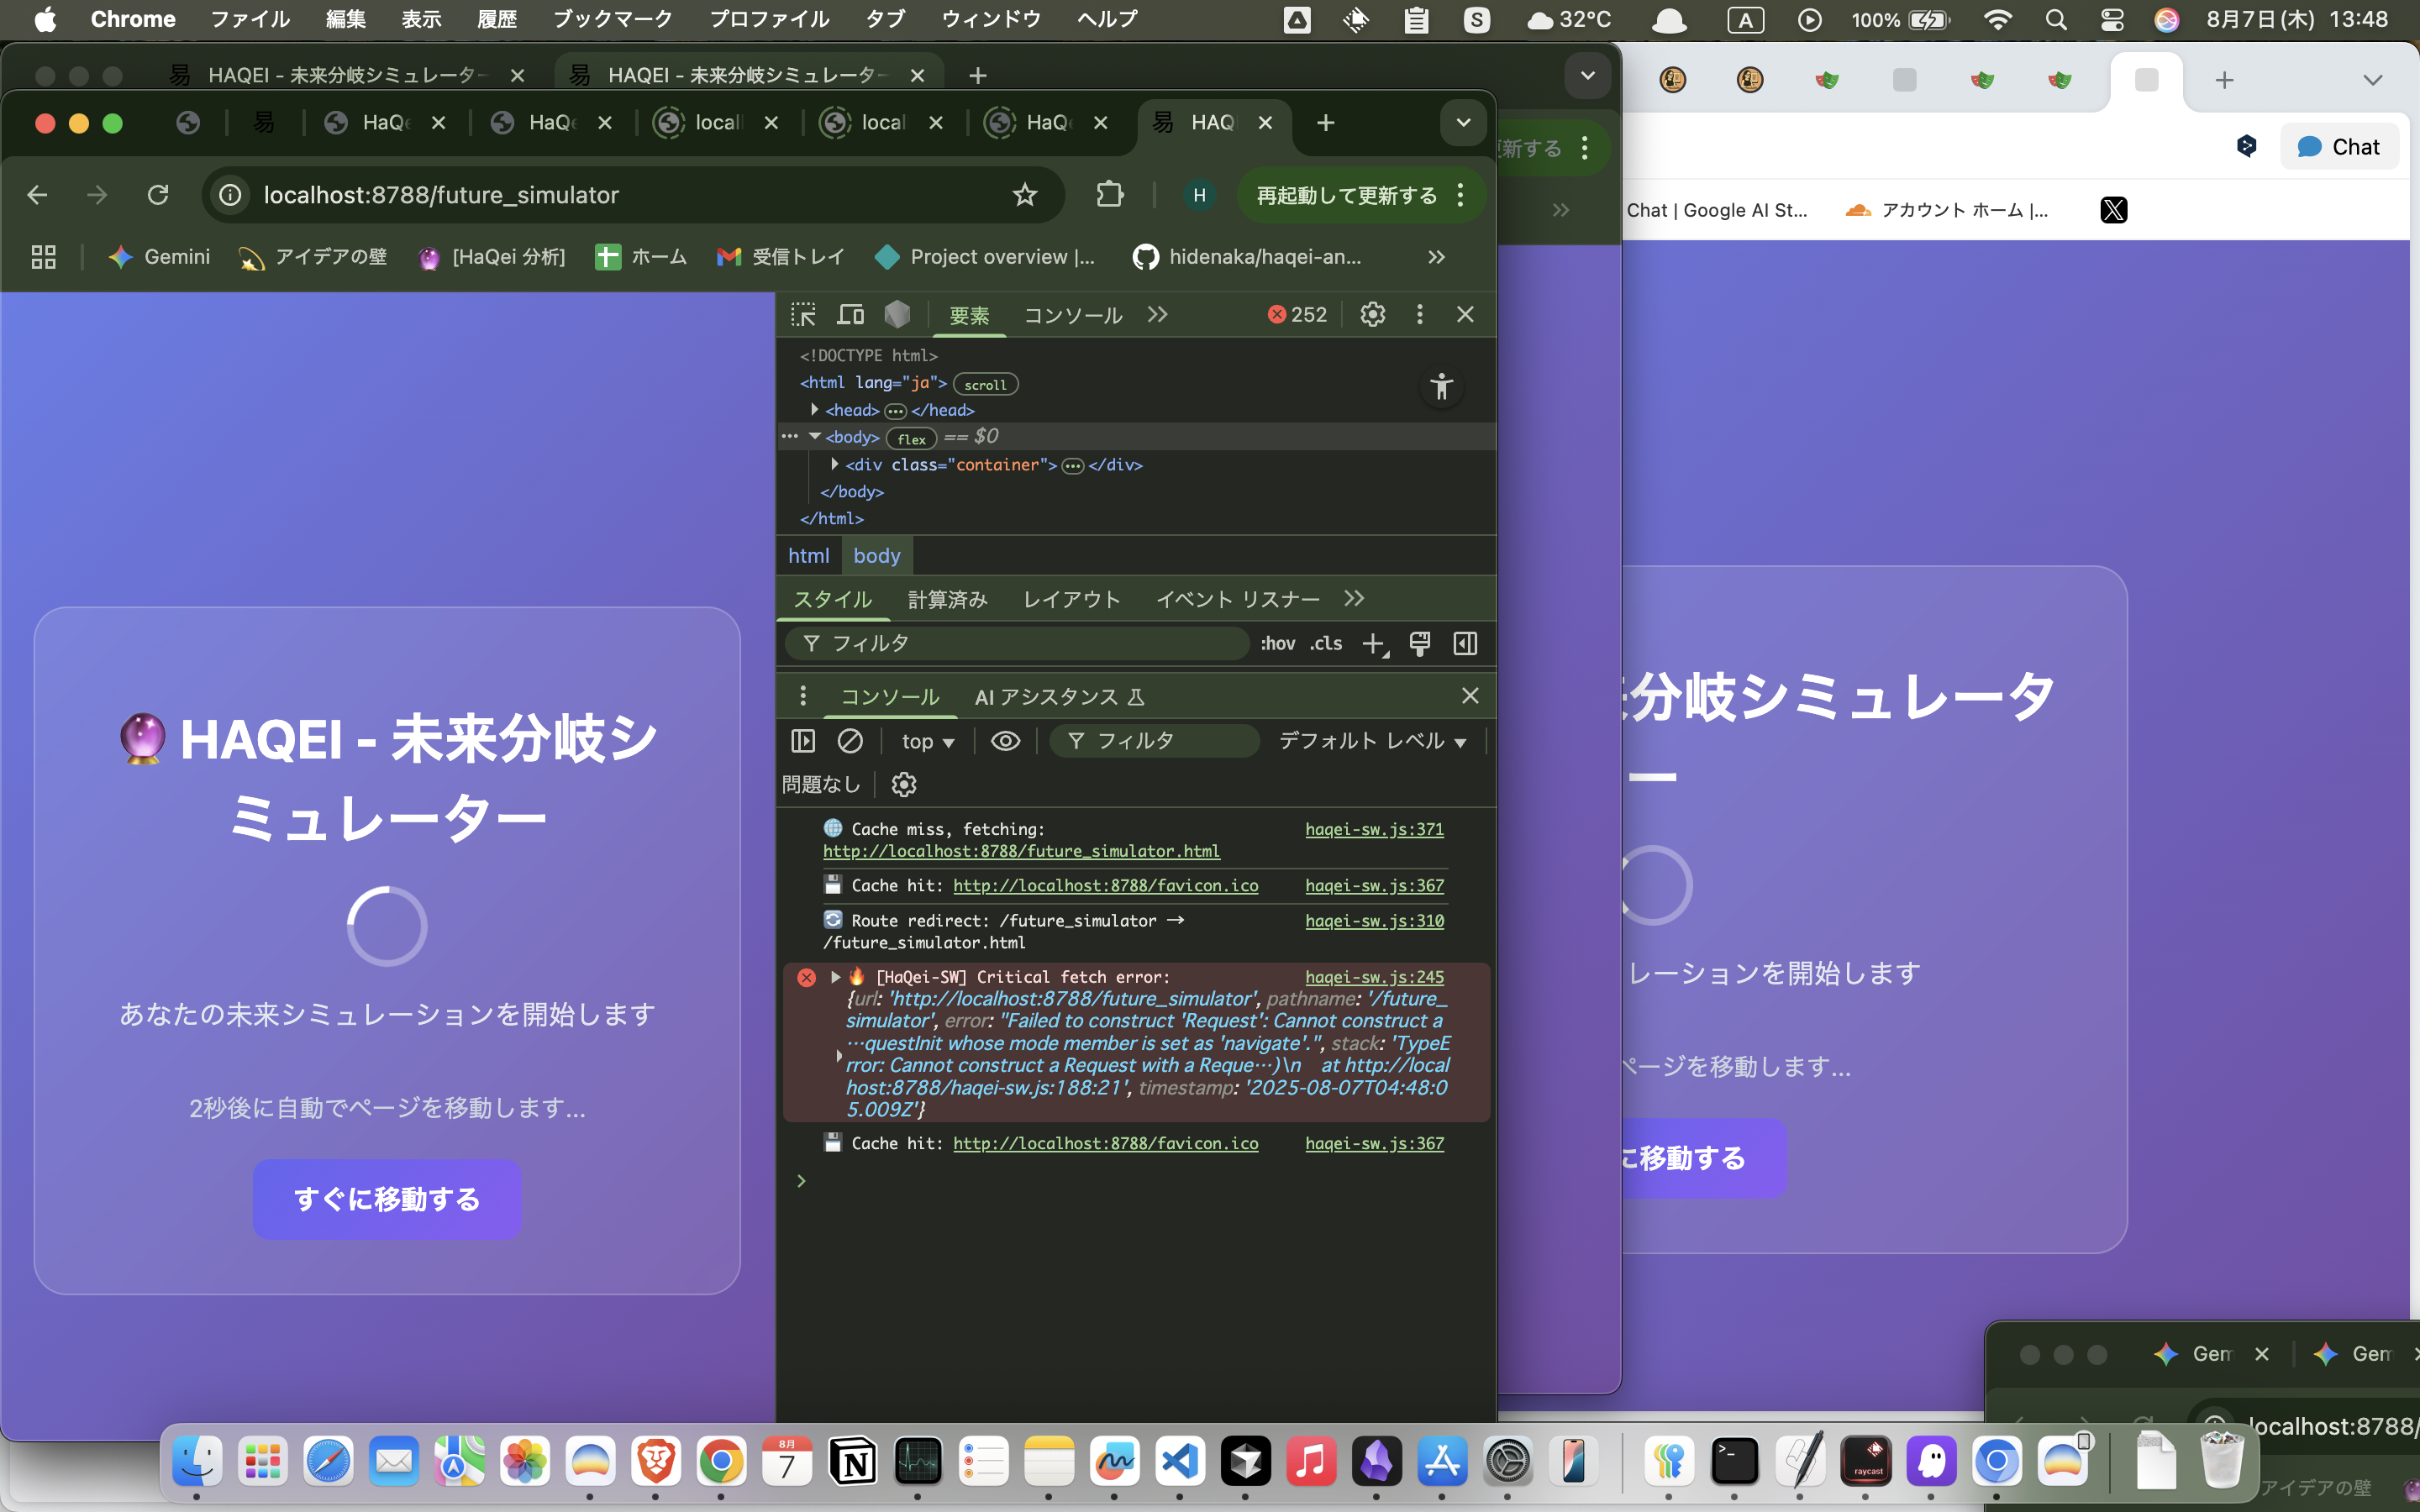 Chrome ファイル 編集 表示 履歴 ブックマーク プロファイル タブ ウィンドウ ヘルプ 32°C A 100% 8月7日(木) 13:48
HAQEI - 未来分岐シミュレーター
HAQEI - 未来分岐シミュレーター
HaQe
HaQe
local
local
HaQe
HAQ
localhost:8788/future_simulator
H
再起動して更新する
Gemini
アイデアの壁
[HaQei 分析]
ホーム
受信トレイ
Project overview |...
hidenaka/haqei-an...
新する
Chat
Chat | Google AI St...
アカウント ホーム |...
🔮 HAQEI - 未来分岐シ
ミュレーター
あなたの未来シミュレーションを開始します
2秒後に自動でページを移動します...
すぐに移動する
要素 コンソール 252
<!DOCTYPE html>
<html lang="ja"> scroll
<head> ••• </head>
••• <body> flex == $0
<div class="container"> ••• </div>
</body>
</html>
html body
スタイル 計算済み レイアウト イベント リスナー
フィルタ :hov .cls
コンソール AI アシスタンス
top フィルタ デフォルト レベル
問題なし
🌐 Cache miss, fetching: haqei-sw.js:371
http://localhost:8788/future_simulator.html
💾 Cache hit: http://localhost:8788/favicon.ico haqei-sw.js:367
🔄 Route redirect: /future_simulator → haqei-sw.js:310
/future_simulator.html
🔥 [HaQei-SW] Critical fetch error: haqei-sw.js:245
{url: 'http://localhost:8788/future_simulator', pathname: '/future_
simulator', error: "Failed to construct 'Request': Cannot construct a
…questInit whose mode member is set as 'navigate'.", stack: 'TypeE
rror: Cannot construct a Request with a Reque…)\n    at http://local
host:8788/haqei-sw.js:188:21', timestamp: '2025-08-07T04:48:0
5.009Z'}
💾 Cache hit: http://localhost:8788/favicon.ico haqei-sw.js:367
分岐シミュレータ
ー
レーションを開始します
ページを移動します...
に移動する
Gem
Gem
localhost:8788/
アイデアの壁
8月
7
raycast